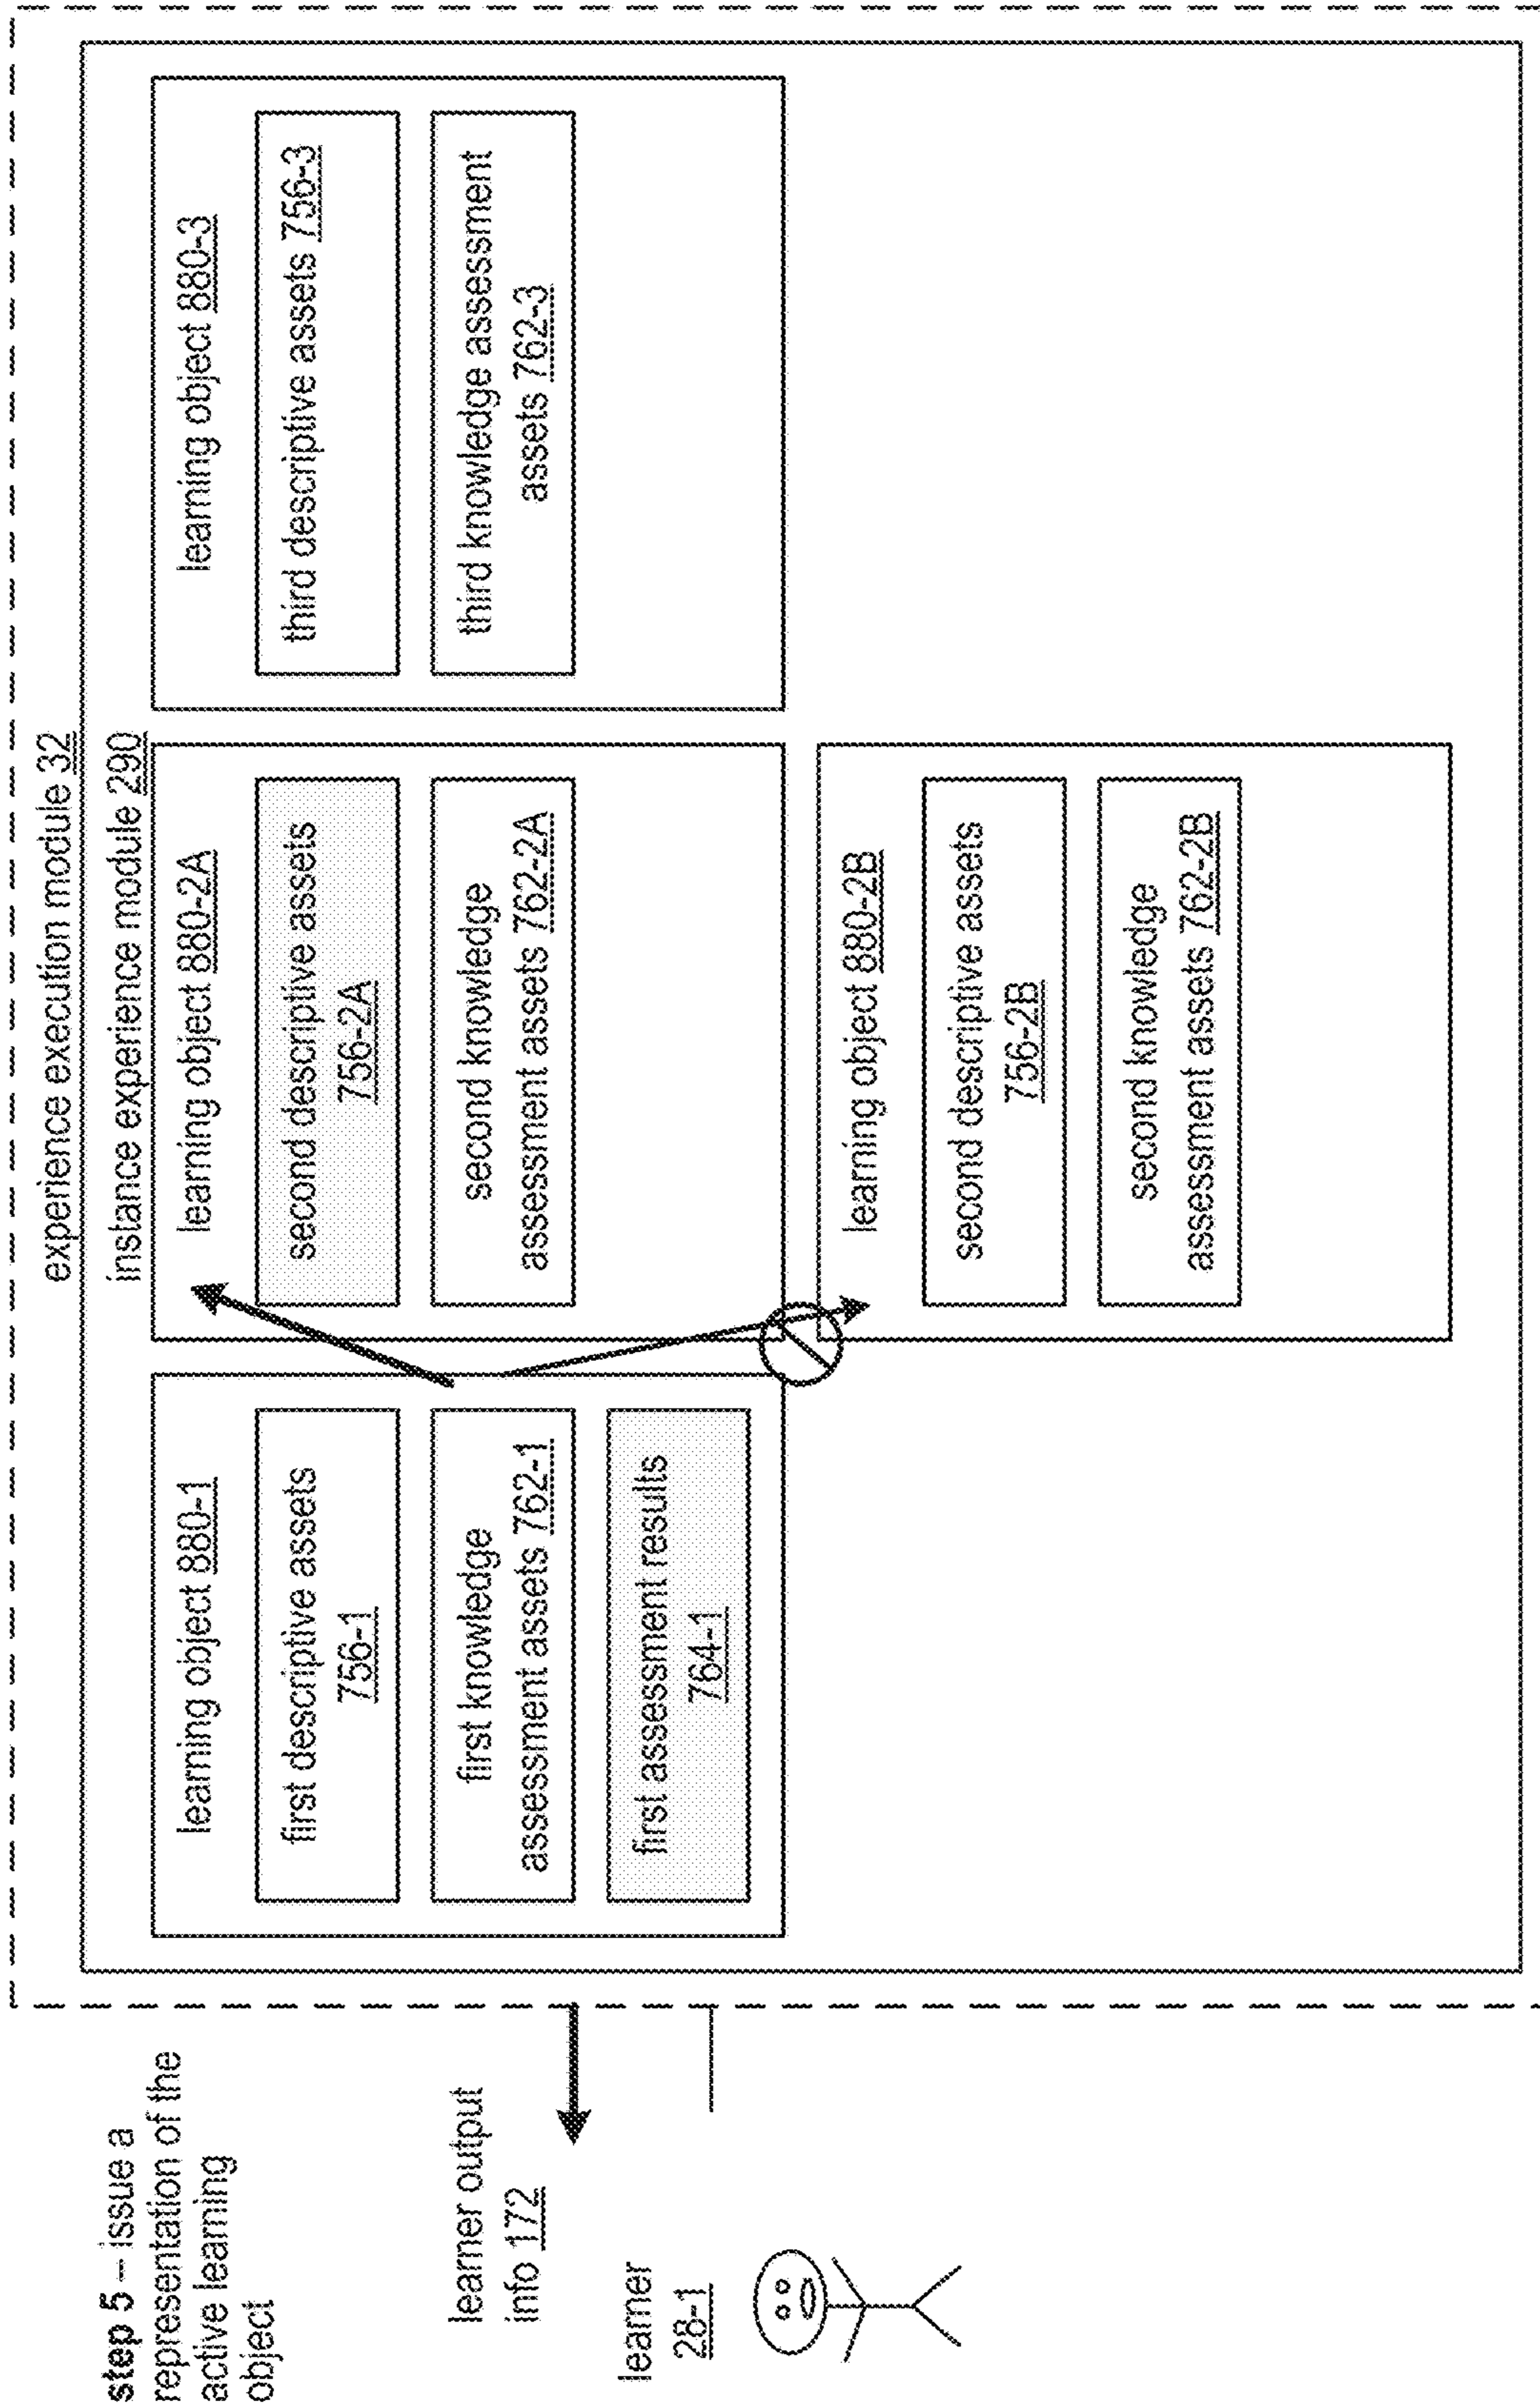 step 5 – issue a
representation of the
active learning
object
learner output
info 172
learner
28-1
experience execution module 32
instance experience module 290
learning object 880-1
first descriptive assets
756-1
first knowledge
assessment assets 762-1
first assessment results
764-1
learning object 880-2A
second descriptive assets
756-2A
second knowledge
assessment assets 762-2A
learning object 880-3
third descriptive assets 756-3
third knowledge assessment
assets 762-3
learning object 880-2B
second descriptive assets
756-2B
second knowledge
assessment assets 762-2B